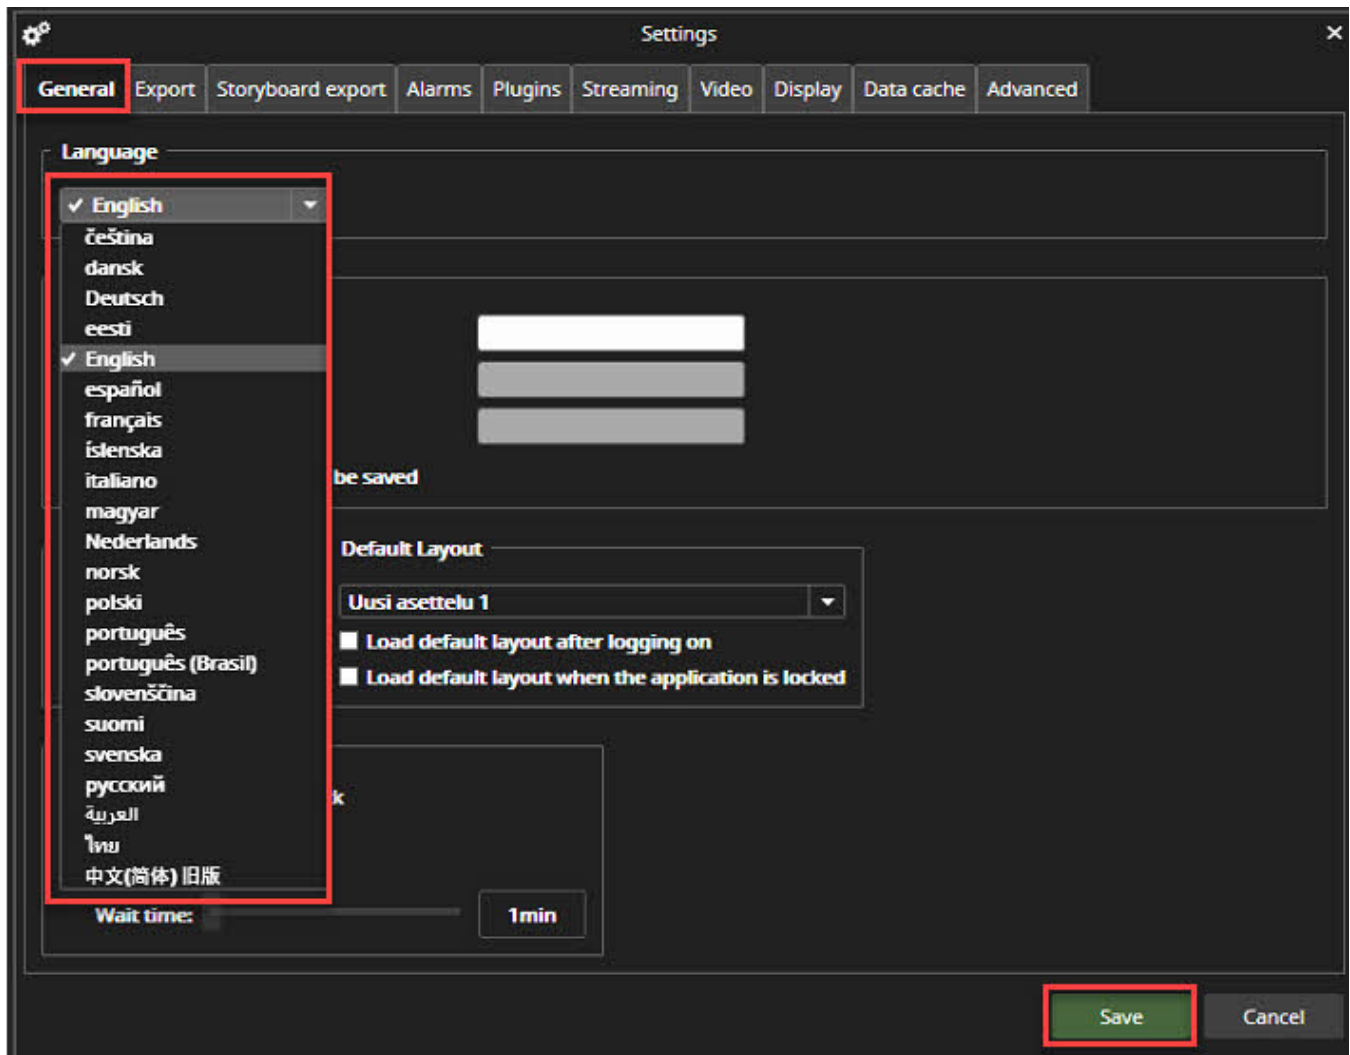 Settings
General Export Storyboard export Alarms Plugins Streaming Video Display Data cache Advanced
Language
English
čeština
dansk
Deutsch
eesti
English
español
français
íslenska
italiano
be saved
magyar
Nederlands
norsk
polski
português
português (Brasil)
slovenščina
suomi
svenska
русский
العربية
ไทย
中文(简体) 旧版
Default Layout
Uusi asettelu 1
Load default layout after logging on
Load default layout when the application is locked
k
Wait time: 1min
Save Cancel